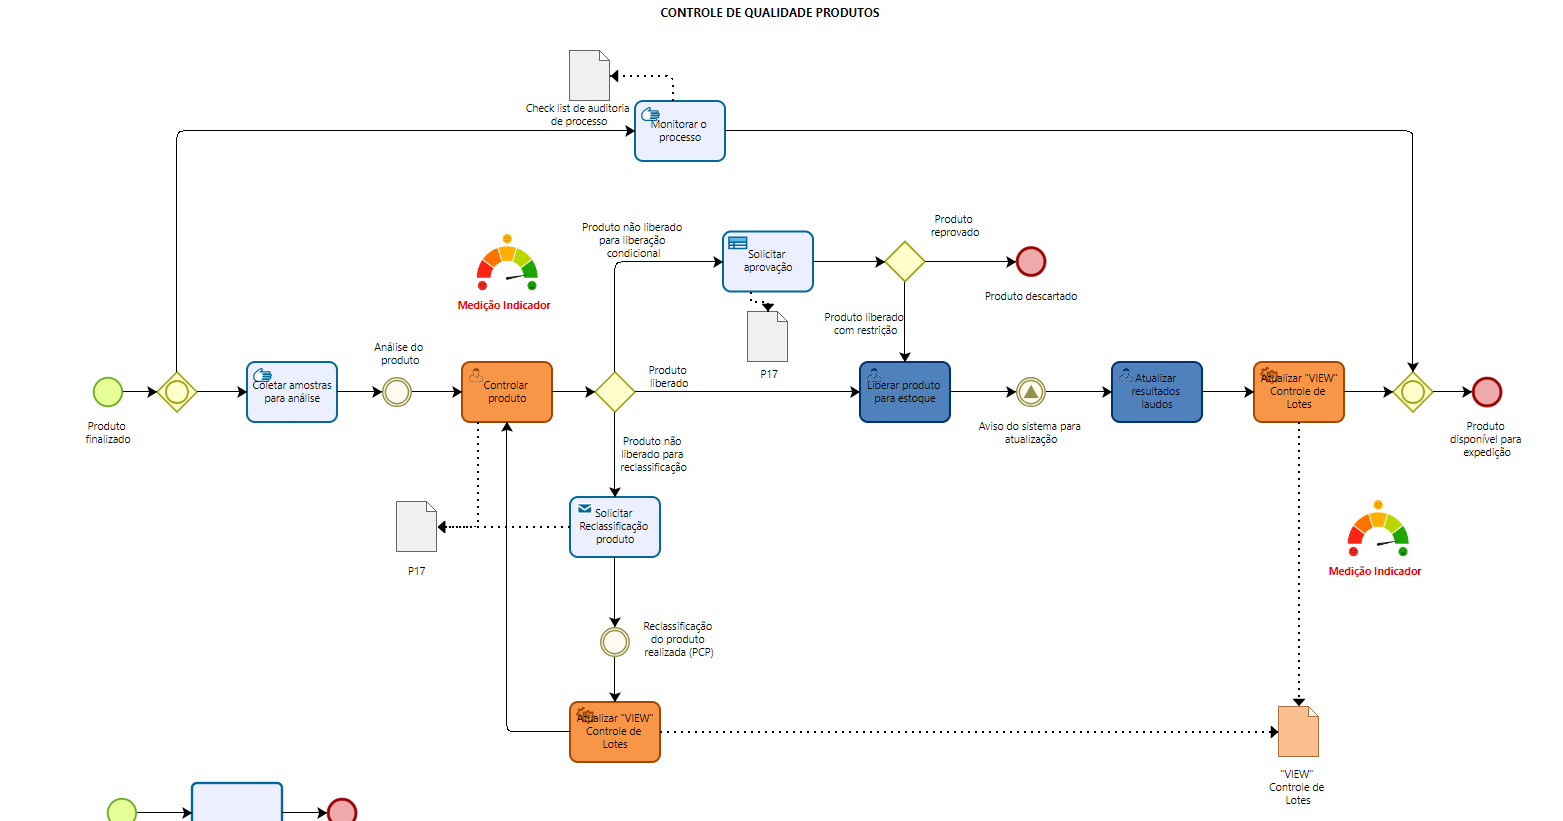 CONTROLE DE QUALIDADE PRODUTOS
Check list de auditoria
de processo
Monitorar o
processo
Produto não liberado
para liberação
condicional
Solicitar
aprovação
Produto
reprovado
Produto descartado
Medição Indicador
Produto liberado
com restrição
P17
Análise do
produto
Produto
finalizado
Coletar amostras
para análise
Controlar
produto
Produto
liberado
Liberar produto
para estoque
Aviso do sistema para
atualização
Atualizar
resultados
laudos
Atualizar "VIEW"
Controle de
Lotes
Produto
disponível para
expedição
Produto não
liberado para
reclassificação
Solicitar
Reclassificação
produto
P17
Medição Indicador
Reclassificação
do produto
realizada (PCP)
Atualizar "VIEW"
Controle de
Lotes
"VIEW"
Controle de
Lotes